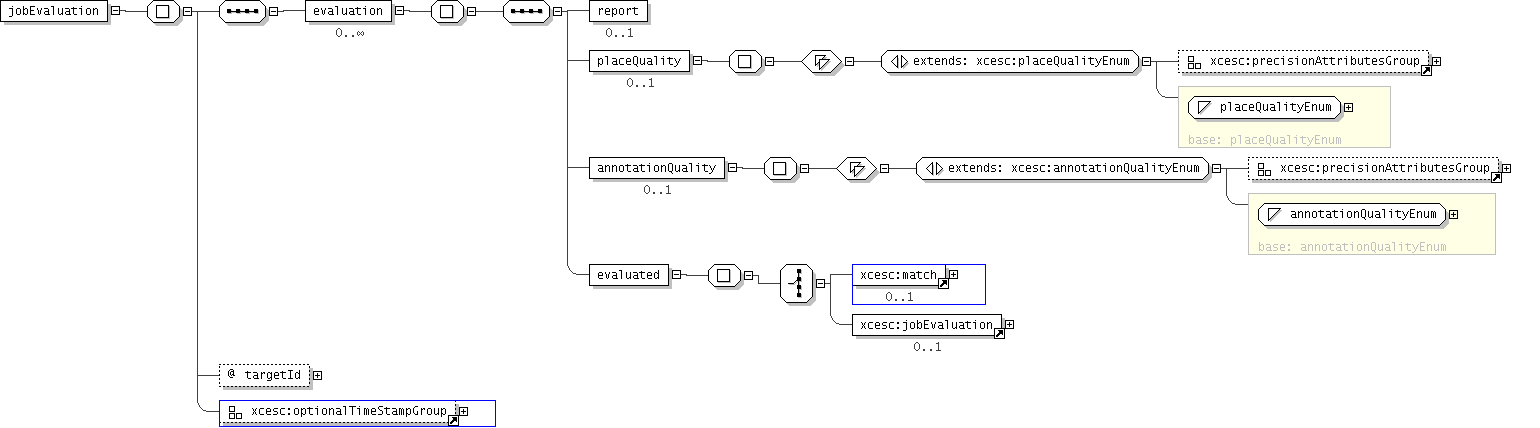 jobEvaluation
evaluation
0..∞
report
0..1
placeQuality
0..1
extends: xcesc:placeQualityEnum
xcesc:precisionAttributesGroup
placeQualityEnum
base: placeQualityEnum
annotationQuality
0..1
extends: xcesc:annotationQualityEnum
xcesc:precisionAttributesGroup
annotationQualityEnum
base: annotationQualityEnum
evaluated
xcesc:match
0..1
xcesc:jobEvaluation
0..1
@ targetId
xcesc:optionalTimeStampGroup